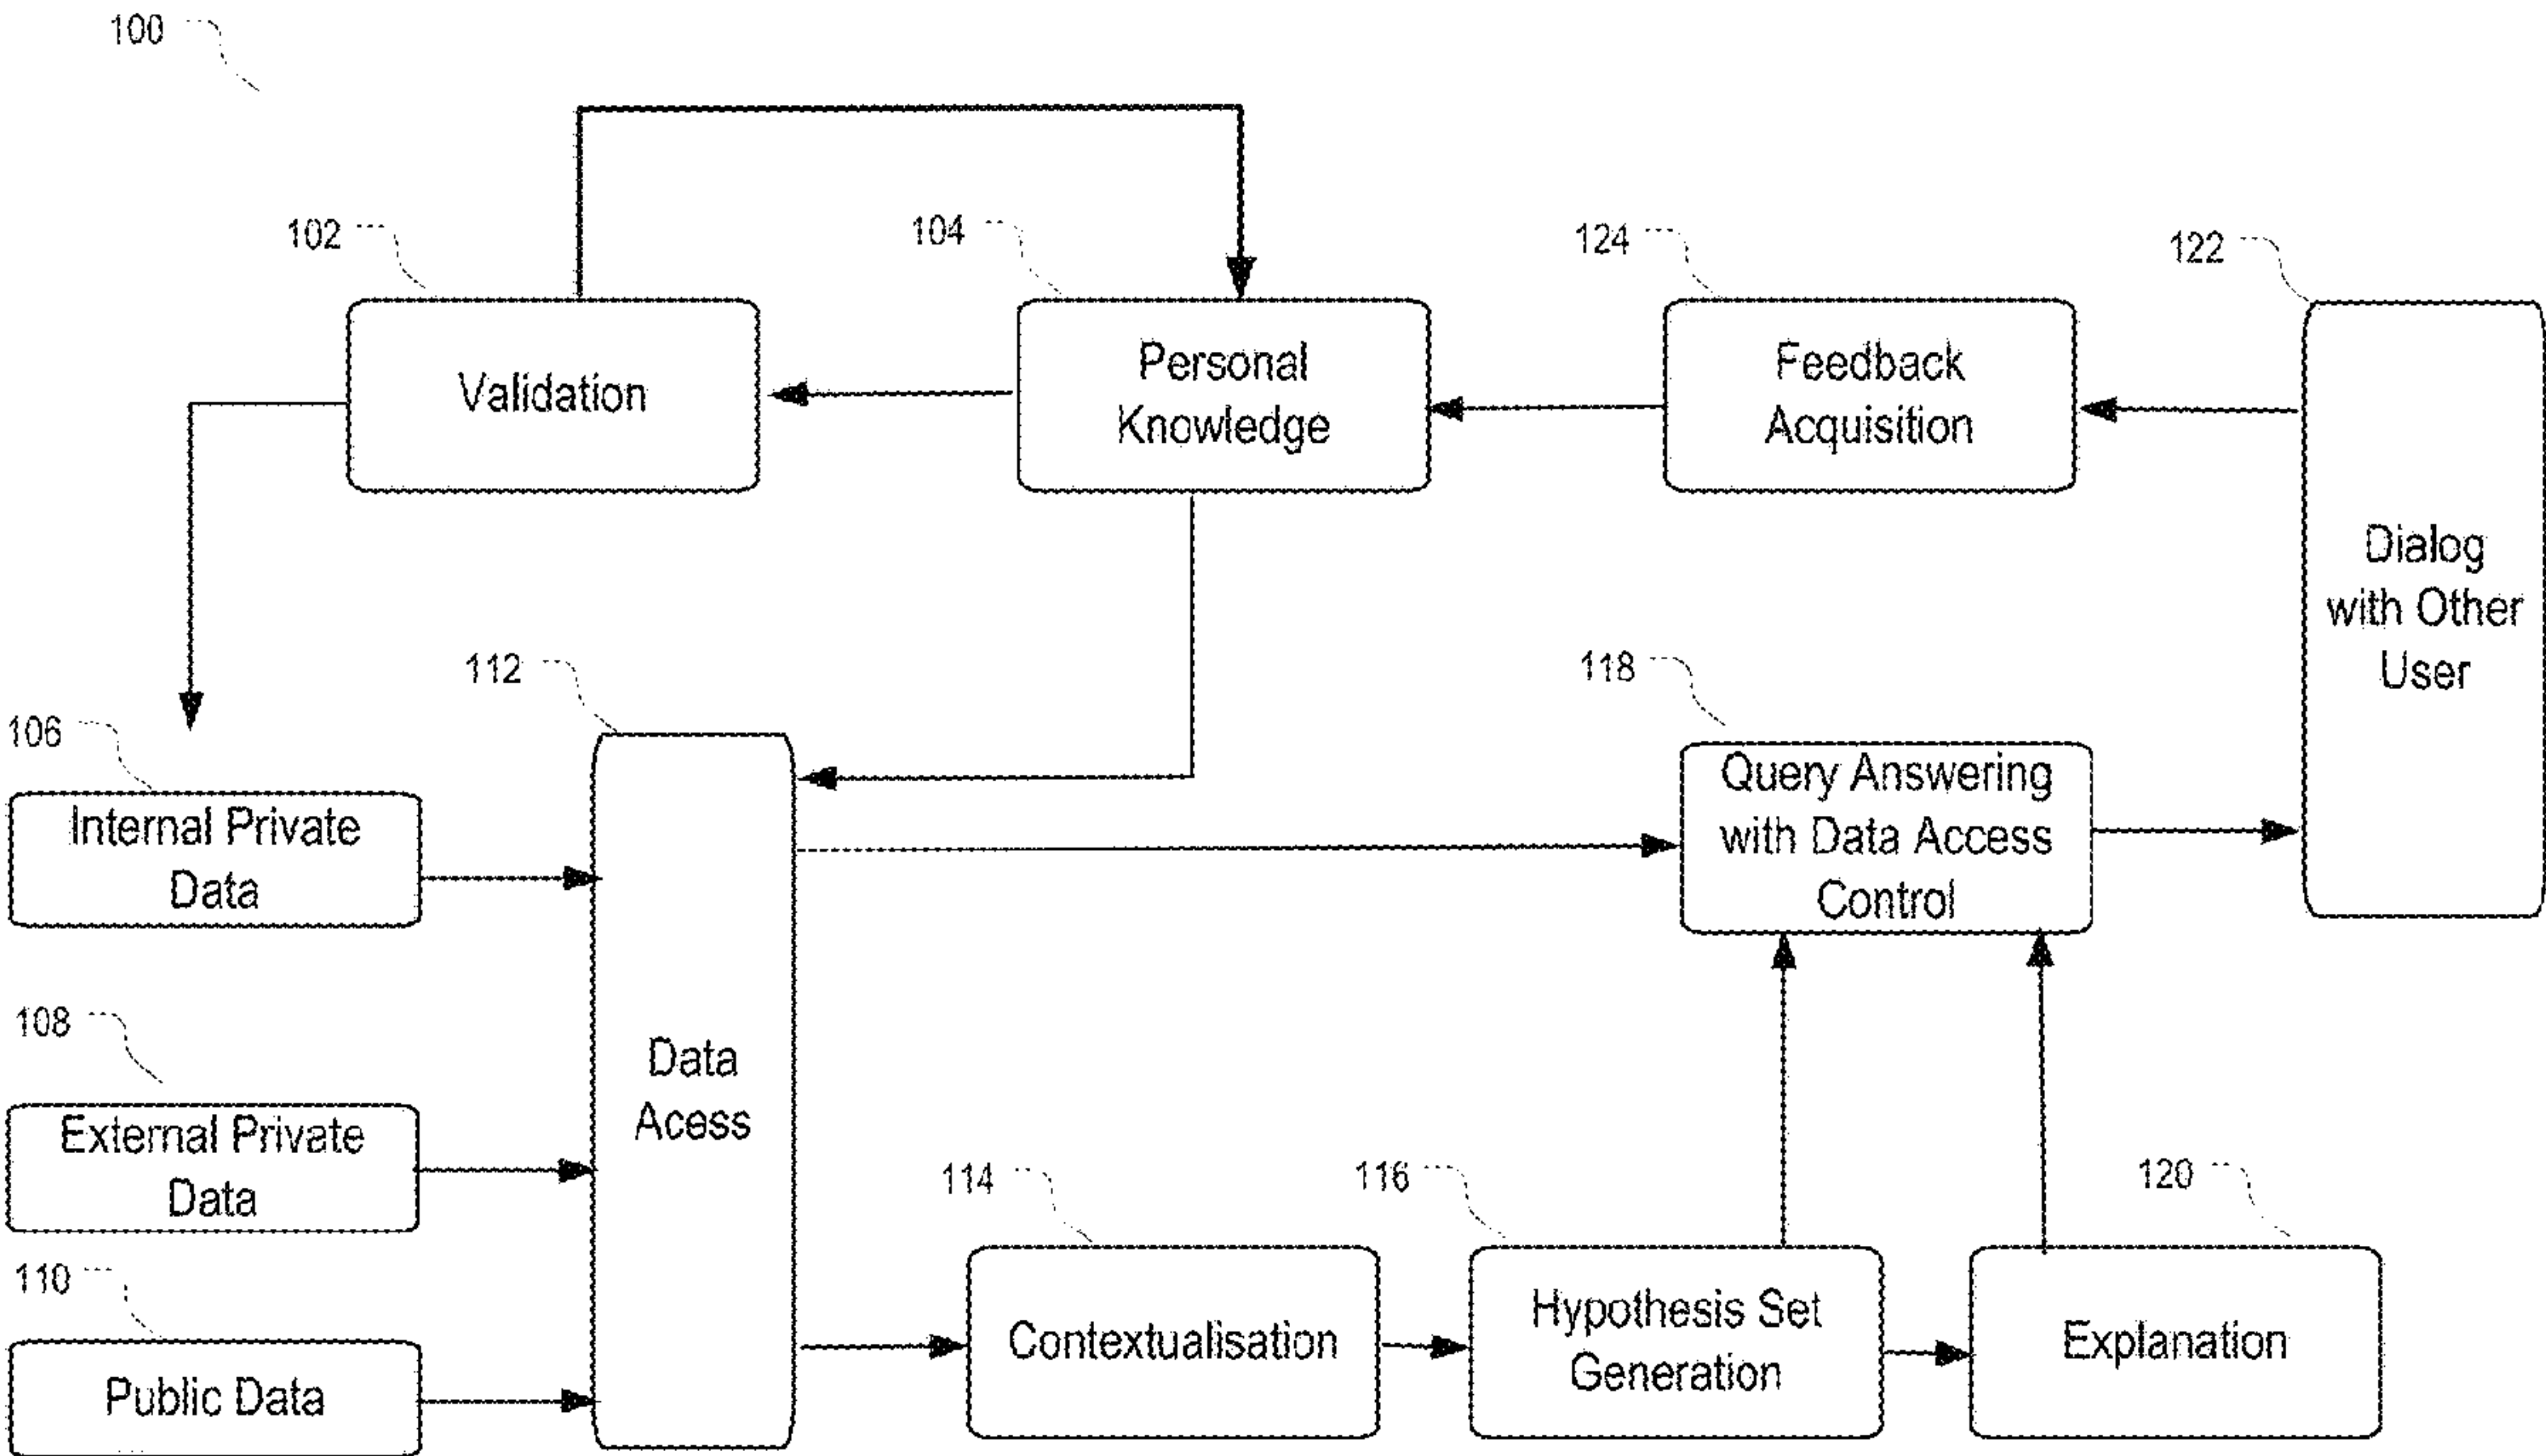 100
102
104
124
122
Validation
Personal
Knowledge
Feedback
Acquisition
Dialog
with Other
User
112
118
106
Internal Private
Data
Query Answering
with Data Access
Control
108
Data
Acess
External Private
Data
114
116
120
110
Public Data
Contextualisation
Hypothesis Set
Generation
Explanation